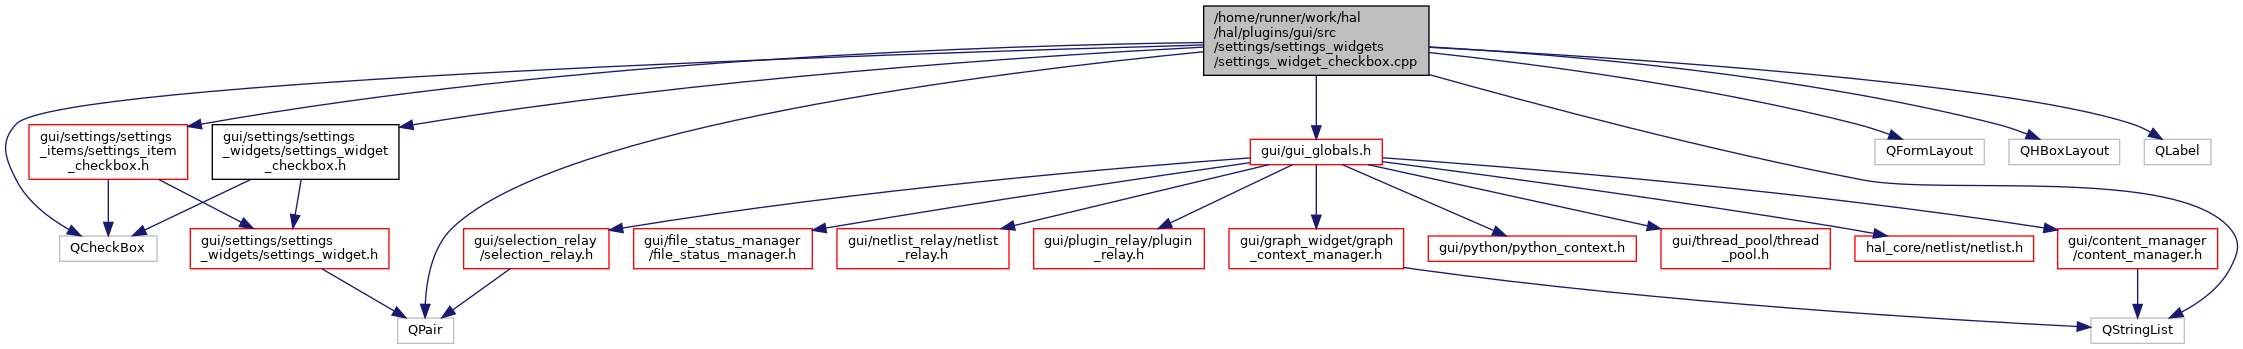 /home/runner/work/hal
/hal/plugins/gui/src
/settings/settings_widgets
/settings_widget_checkbox.cpp
gui/settings/settings
_items/settings_item
_checkbox.h
gui/settings/settings
_widgets/settings_widget
_checkbox.h
gui/gui_globals.h
QFormLayout
QHBoxLayout
QLabel
QCheckBox
gui/settings/settings
_widgets/settings_widget.h
gui/selection_relay
/selection_relay.h
gui/file_status_manager
/file_status_manager.h
gui/netlist_relay/netlist
_relay.h
gui/plugin_relay/plugin
_relay.h
gui/graph_widget/graph
_context_manager.h
gui/python/python_context.h
gui/thread_pool/thread
_pool.h
hal_core/netlist/netlist.h
gui/content_manager
/content_manager.h
QPair
QStringList